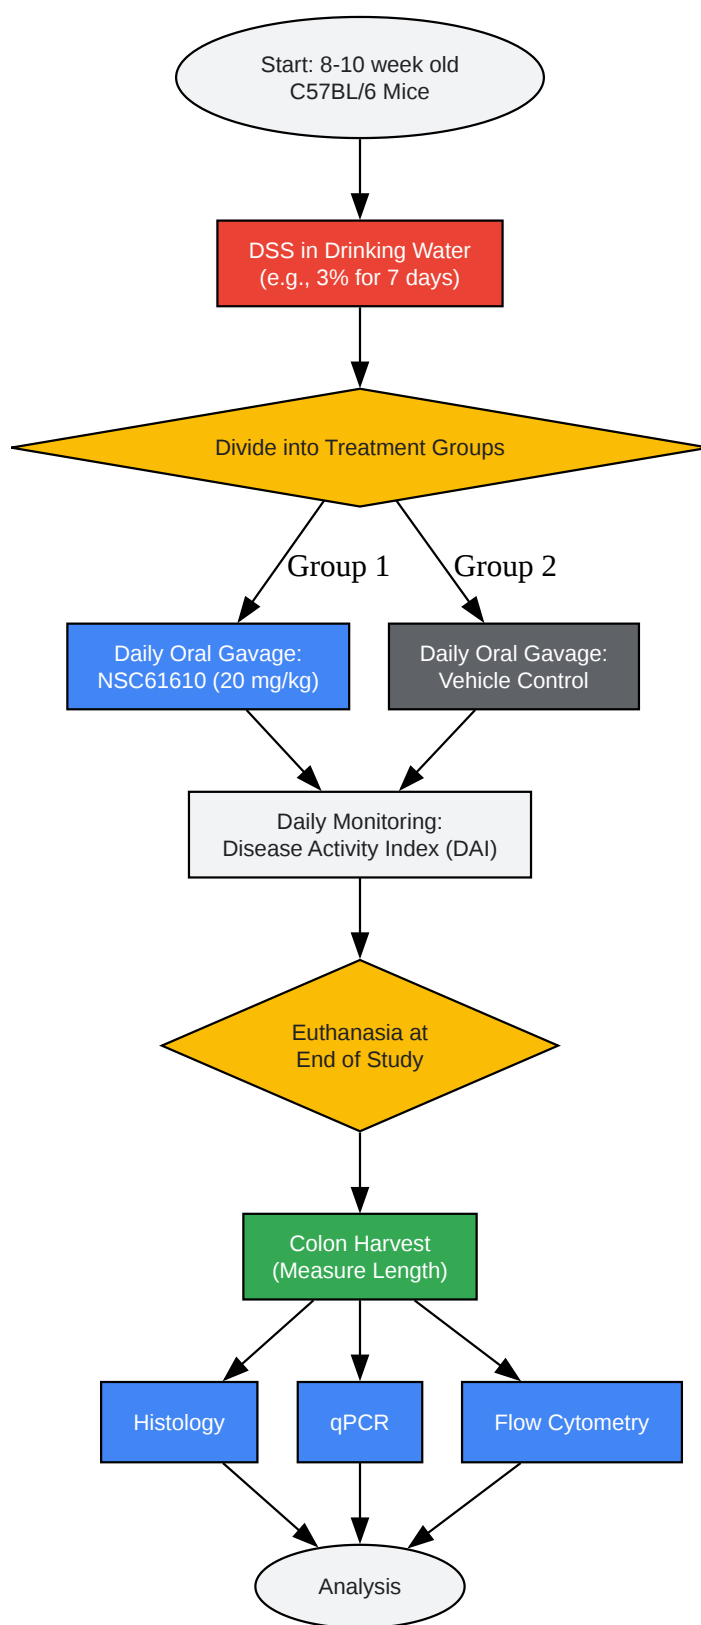 Start: 8-10 week old
C57BL/6 Mice
DSS in Drinking Water
(e.g., 3% for 7 days)
Divide into Treatment Groups
Group 1
Group 2
Daily Oral Gavage:
NSC61610 (20 mg/kg)
Daily Oral Gavage:
Vehicle Control
Daily Monitoring:
Disease Activity Index (DAI)
Euthanasia at
End of Study
Colon Harvest
(Measure Length)
Histology
qPCR
Flow Cytometry
Analysis